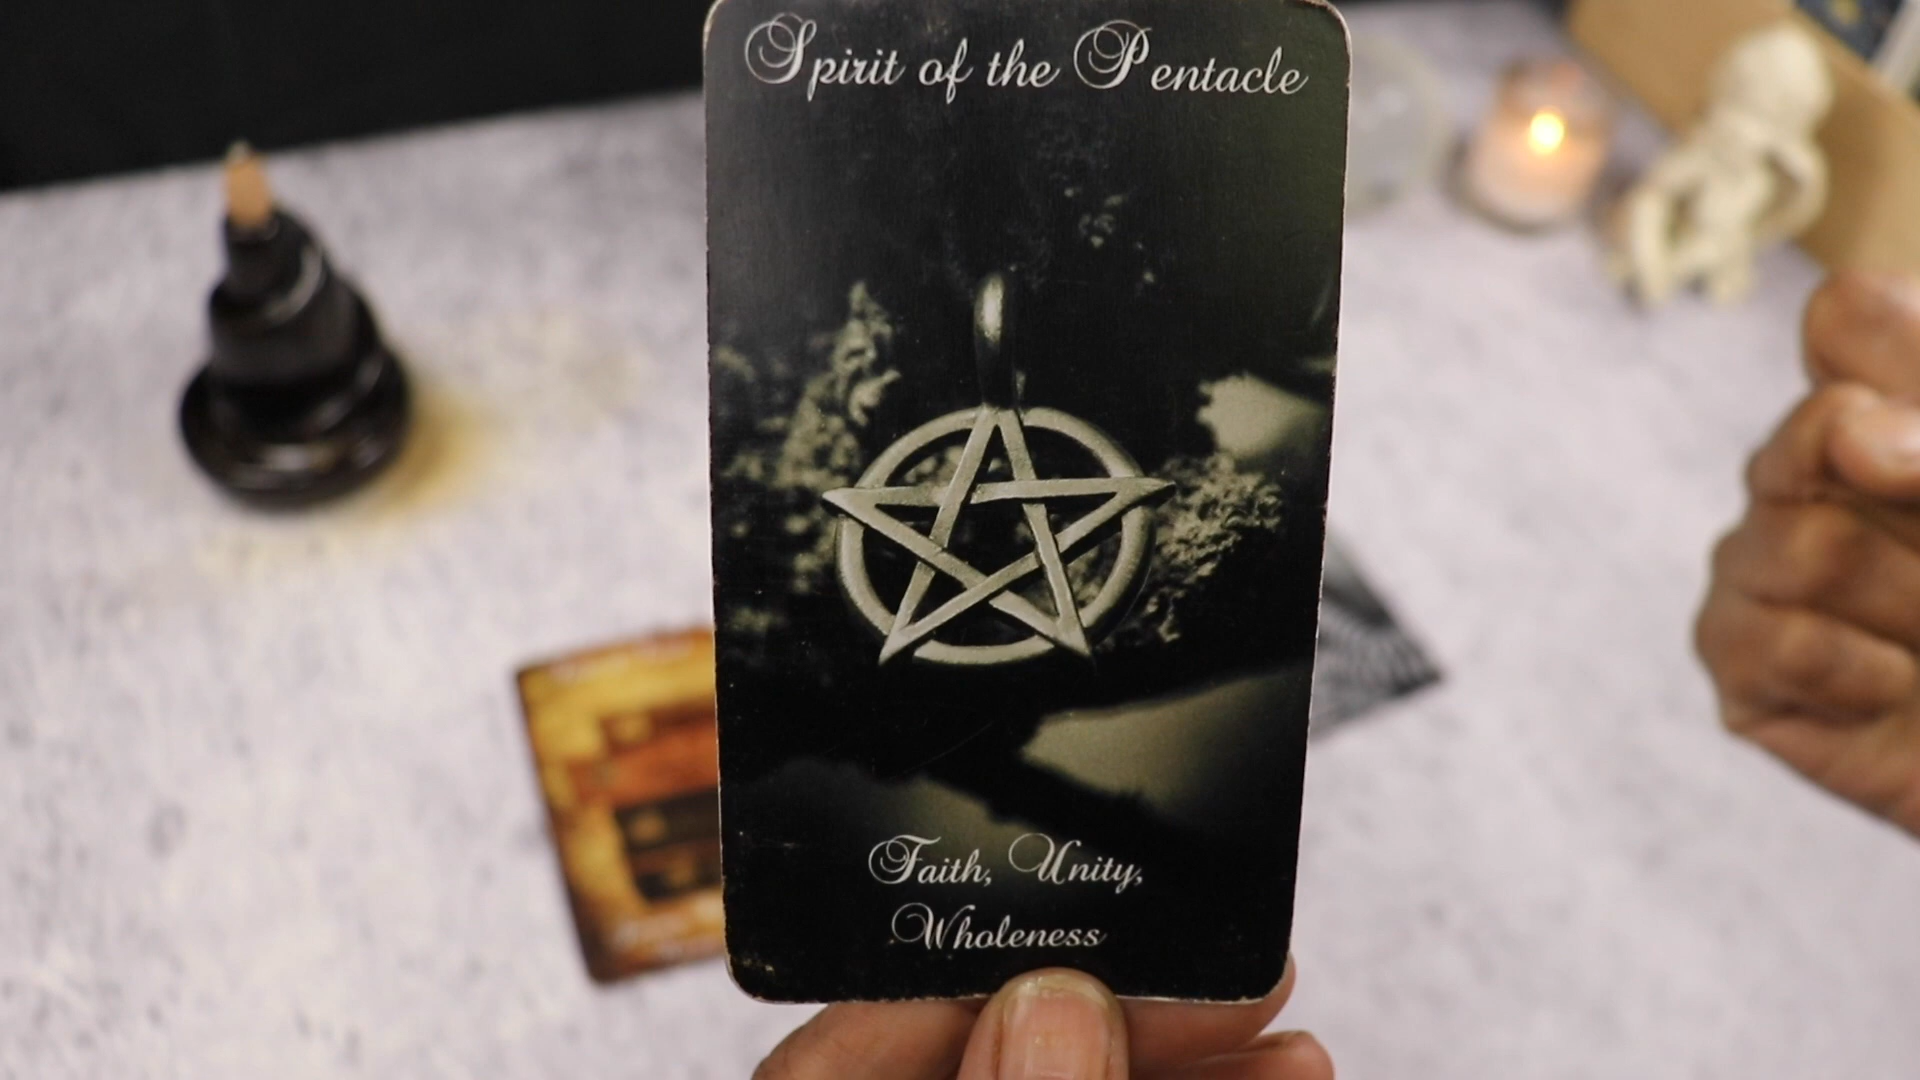 Spirit of the Pentacle
Faith, Unity,
Wholeness